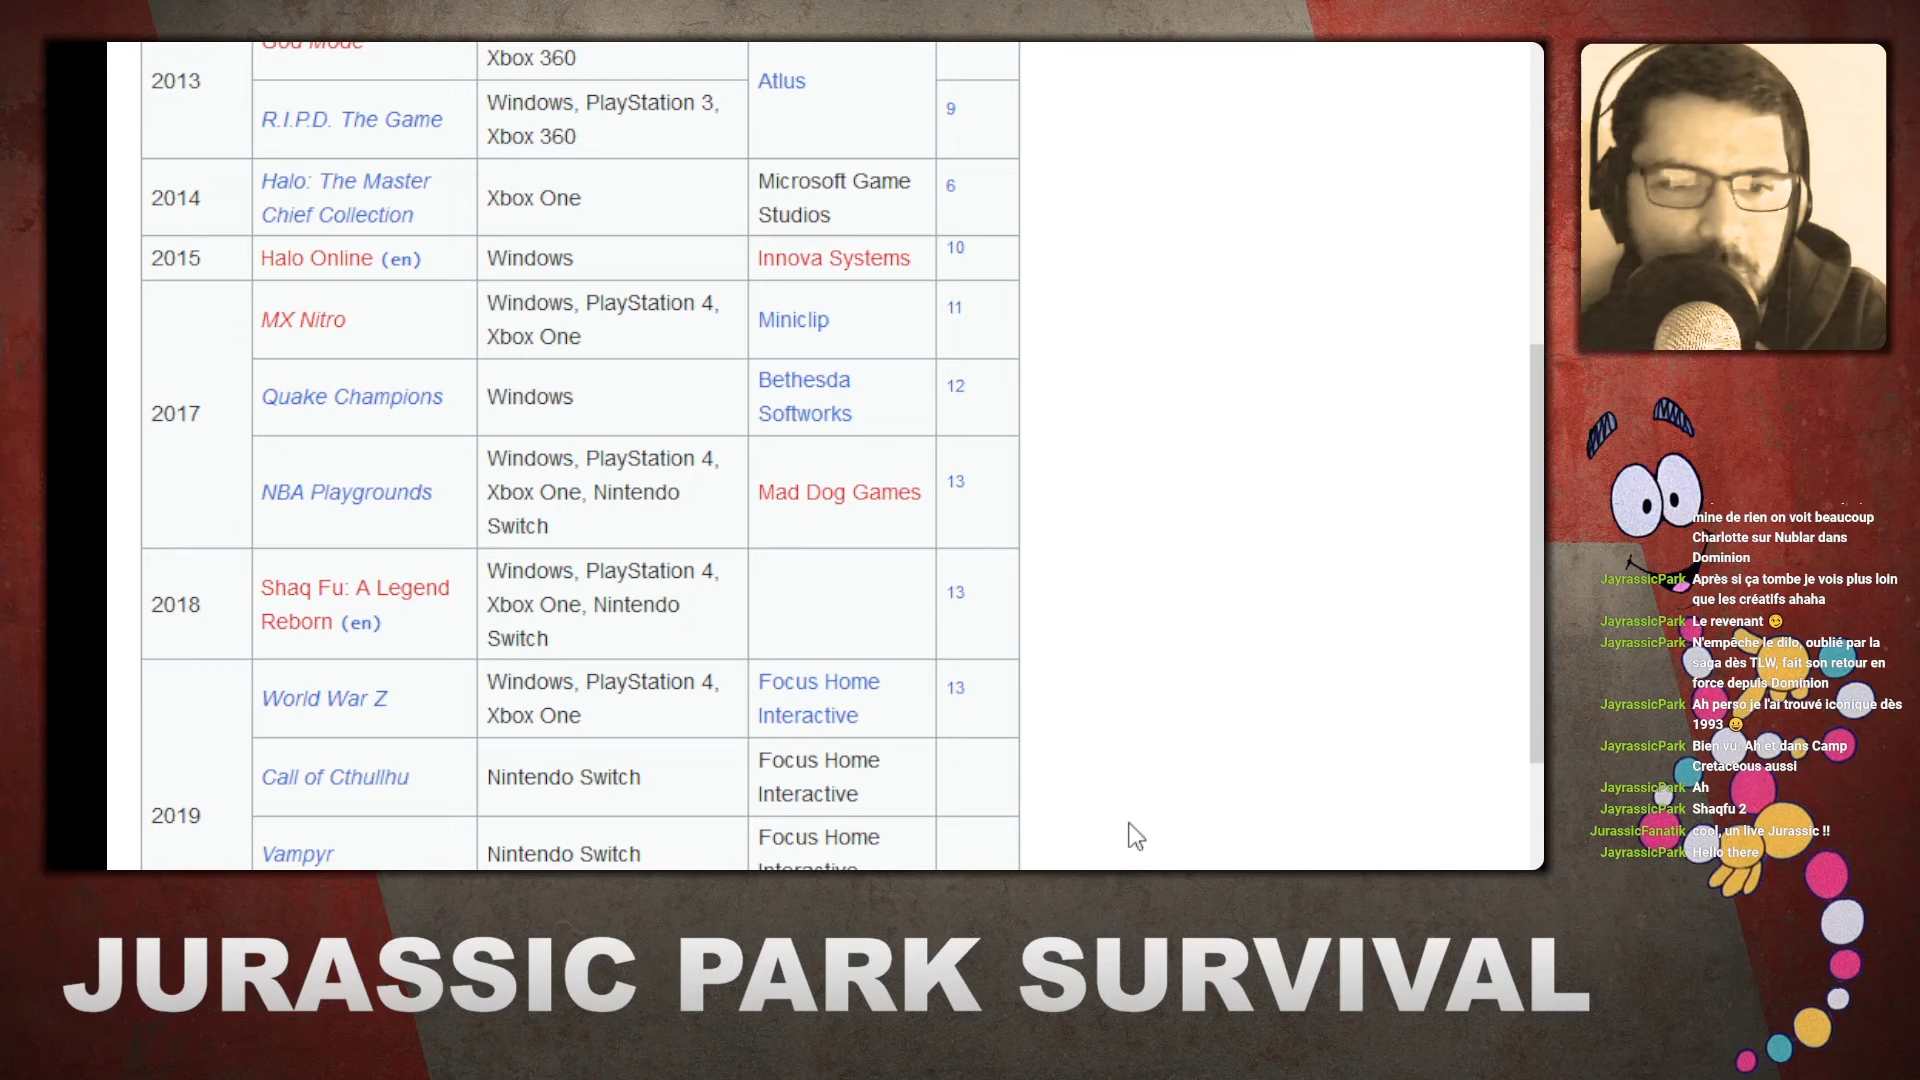 God Mode
Xbox 360
2013
Atlus
R.I.P.D. The Game
Windows, PlayStation 3,
Xbox 360
9
2014
Halo: The Master
Chief Collection
Xbox One
Microsoft Game
Studios
6
2015
Halo Online (en)
Windows
Innova Systems
10
2017
MX Nitro
Windows, PlayStation 4,
Xbox One
Miniclip
11
Quake Champions
Windows
Bethesda
Softworks
12
NBA Playgrounds
Windows, PlayStation 4,
Xbox One, Nintendo
Switch
Mad Dog Games
13
2018
Shaq Fu: A Legend
Reborn (en)
Windows, PlayStation 4,
Xbox One, Nintendo
Switch
13
2019
World War Z
Windows, PlayStation 4,
Xbox One
Focus Home
Interactive
13
Call of Cthullhu
Nintendo Switch
Focus Home
Interactive
Vampyr
Nintendo Switch
Focus Home
Interactive
mine de rien on voit beaucoup
Charlotte sur Nublar dans
Dominion
JayrassicPark Après si ça tombe je vois plus loin
que les créatifs ahaha
JayrassicPark Le revenant 😏
JayrassicPark N'empêche le dilo, oublié par la
saga dès TLW, fait son retour en
force depuis Dominion
JayrassicPark Ah perso je l'ai trouvé iconique dès
1993 😀
JayrassicPark Bien vu. Ah et dans Camp
Cretaceous aussi
JayrassicPark Ah
JayrassicPark Shaqfu 2
JurassicFanatik cool, un live Jurassic !!
JayrassicPark Hello there
JURASSIC PARK SURVIVAL